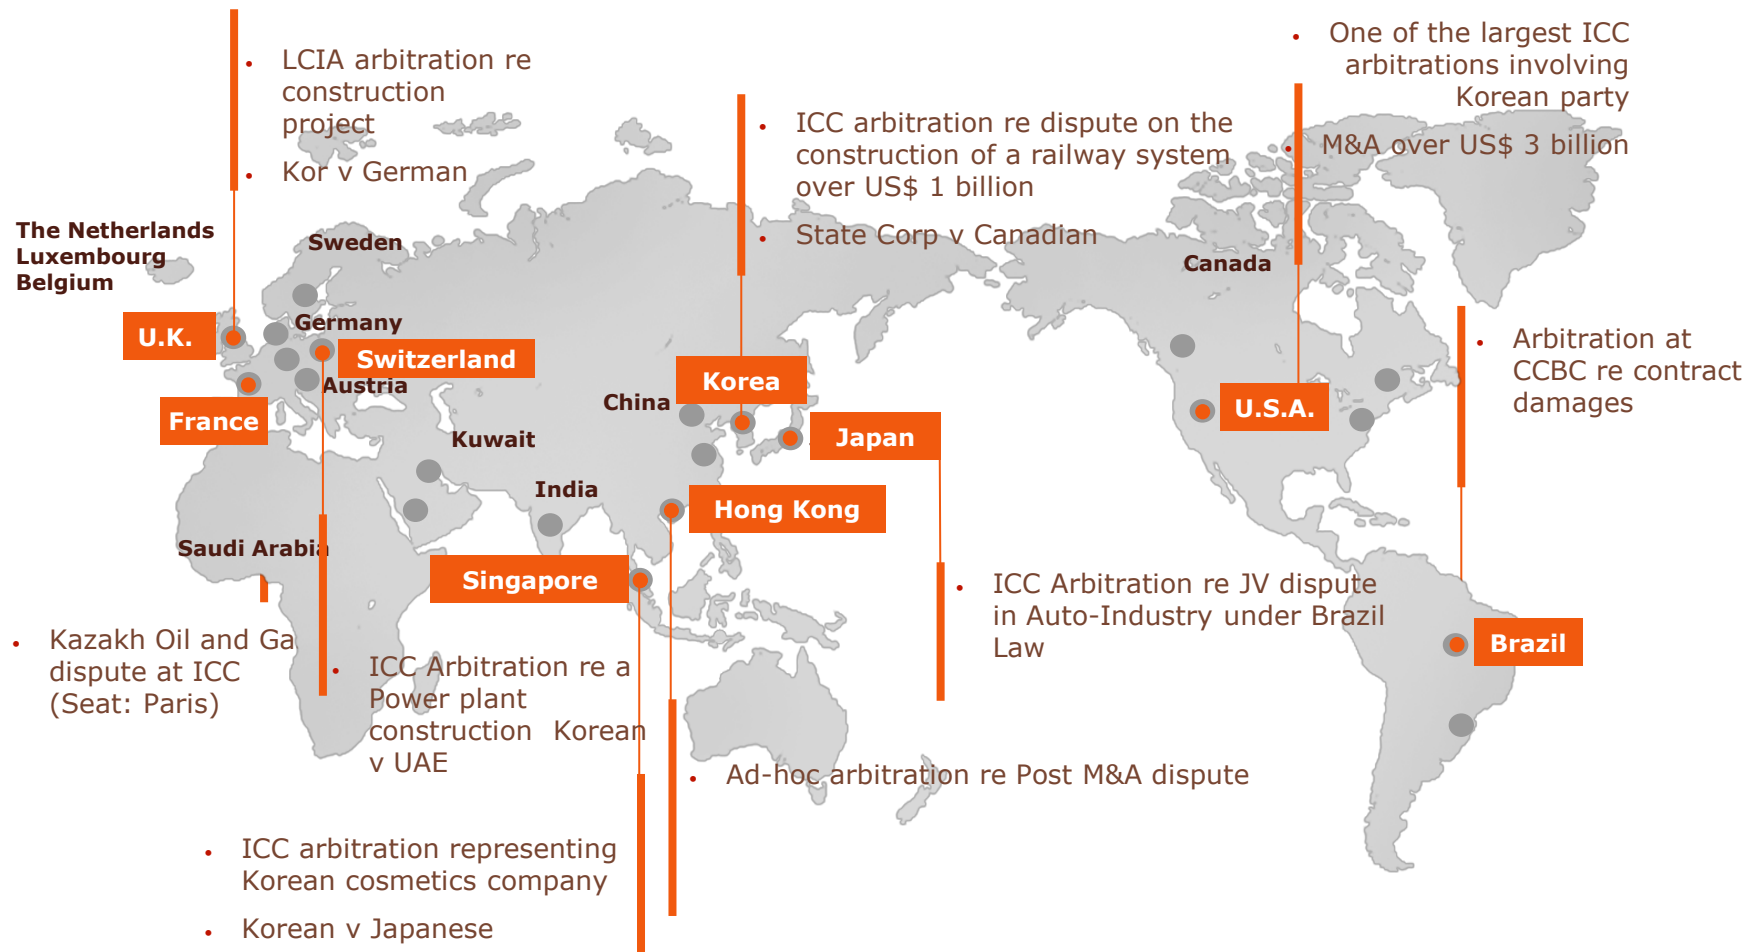 LCIA arbitration re
construction
project
Kor v German
One of the largest ICC
arbitrations involving
Korean party
M&A over US$ 3 billion
ICC arbitration re dispute on the
construction of a railway system
over US$ 1 billion
State Corp v Canadian
The Netherlands
Luxembourg
Belgium
Sweden
Canada
Germany
U.K.
Switzerland
Austria
France
Korea
China
Japan
Kuwait
India
Hong Kong
U.S.A.
Arbitration at
CCBC re contract
damages
Saudi Arabia
Singapore
ICC Arbitration re JV dispute
in Auto-Industry under Brazil
Law
Brazil
Kazakh Oil and Ga
dispute at ICC
(Seat: Paris)
ICC Arbitration re a
Power plant
construction Korean
v UAE
Ad-hoc arbitration re Post M&A dispute
ICC arbitration representing
Korean cosmetics company
Korean v Japanese